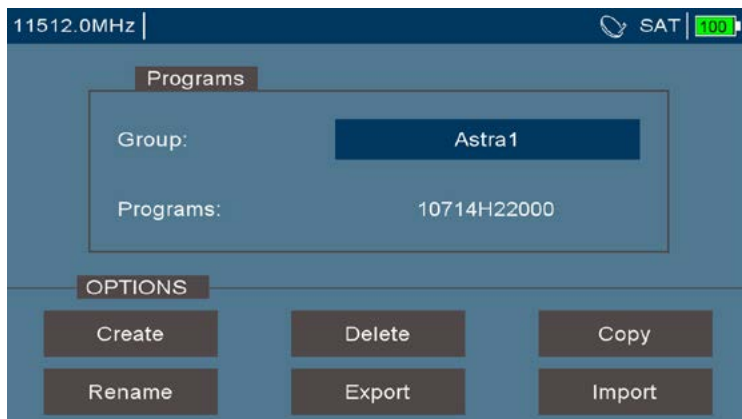 11512.0MHz SAT 100
Programs
Group: Astra1
Programs: 10714H22000
OPTIONS
Create Delete Copy
Rename Export Import